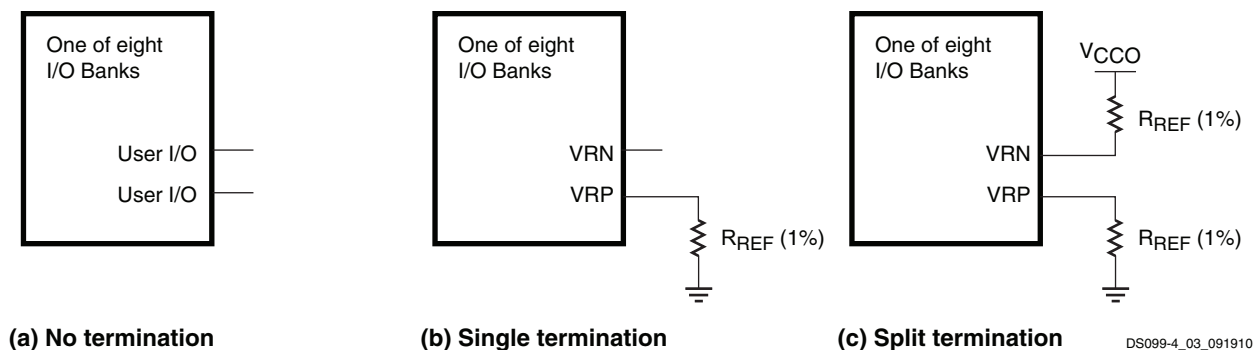 One of eight
I/O Banks
User I/O
User I/O
(a) No termination
One of eight
I/O Banks
VRN
VRP
RREF (1%)
(b) Single termination
One of eight
I/O Banks
VCCO
RREF (1%)
VRN
VRP
RREF (1%)
(c) Split termination
DS099-4_03_091910